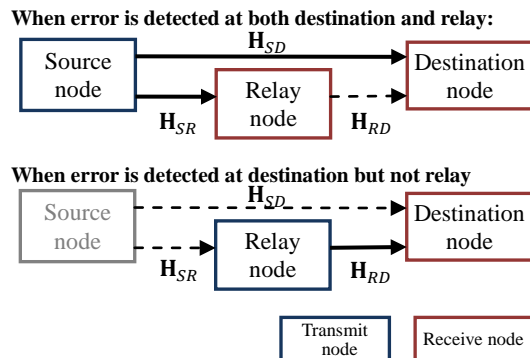 When error is detected at both destination and relay:
H_SD
Source node
Destination node
Relay node
H_SR
H_RD
When error is detected at destination but not relay
Source node
H_SD
Destination node
Relay node
H_SR
H_RD
Transmit node
Receive node